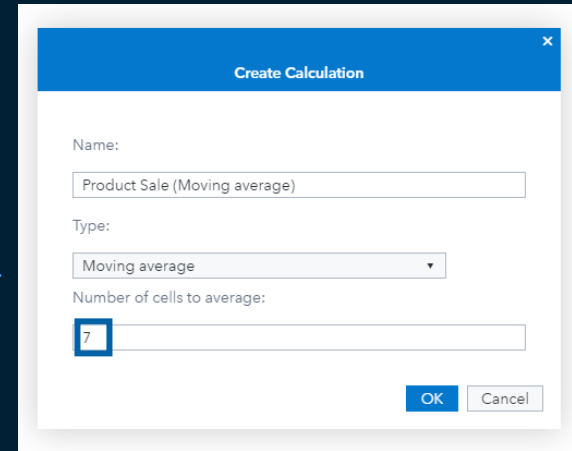 Create Calculation
Name:
Product Sale (Moving average)
Type:
Moving average
Number of cells to average:
7
OK Cancel